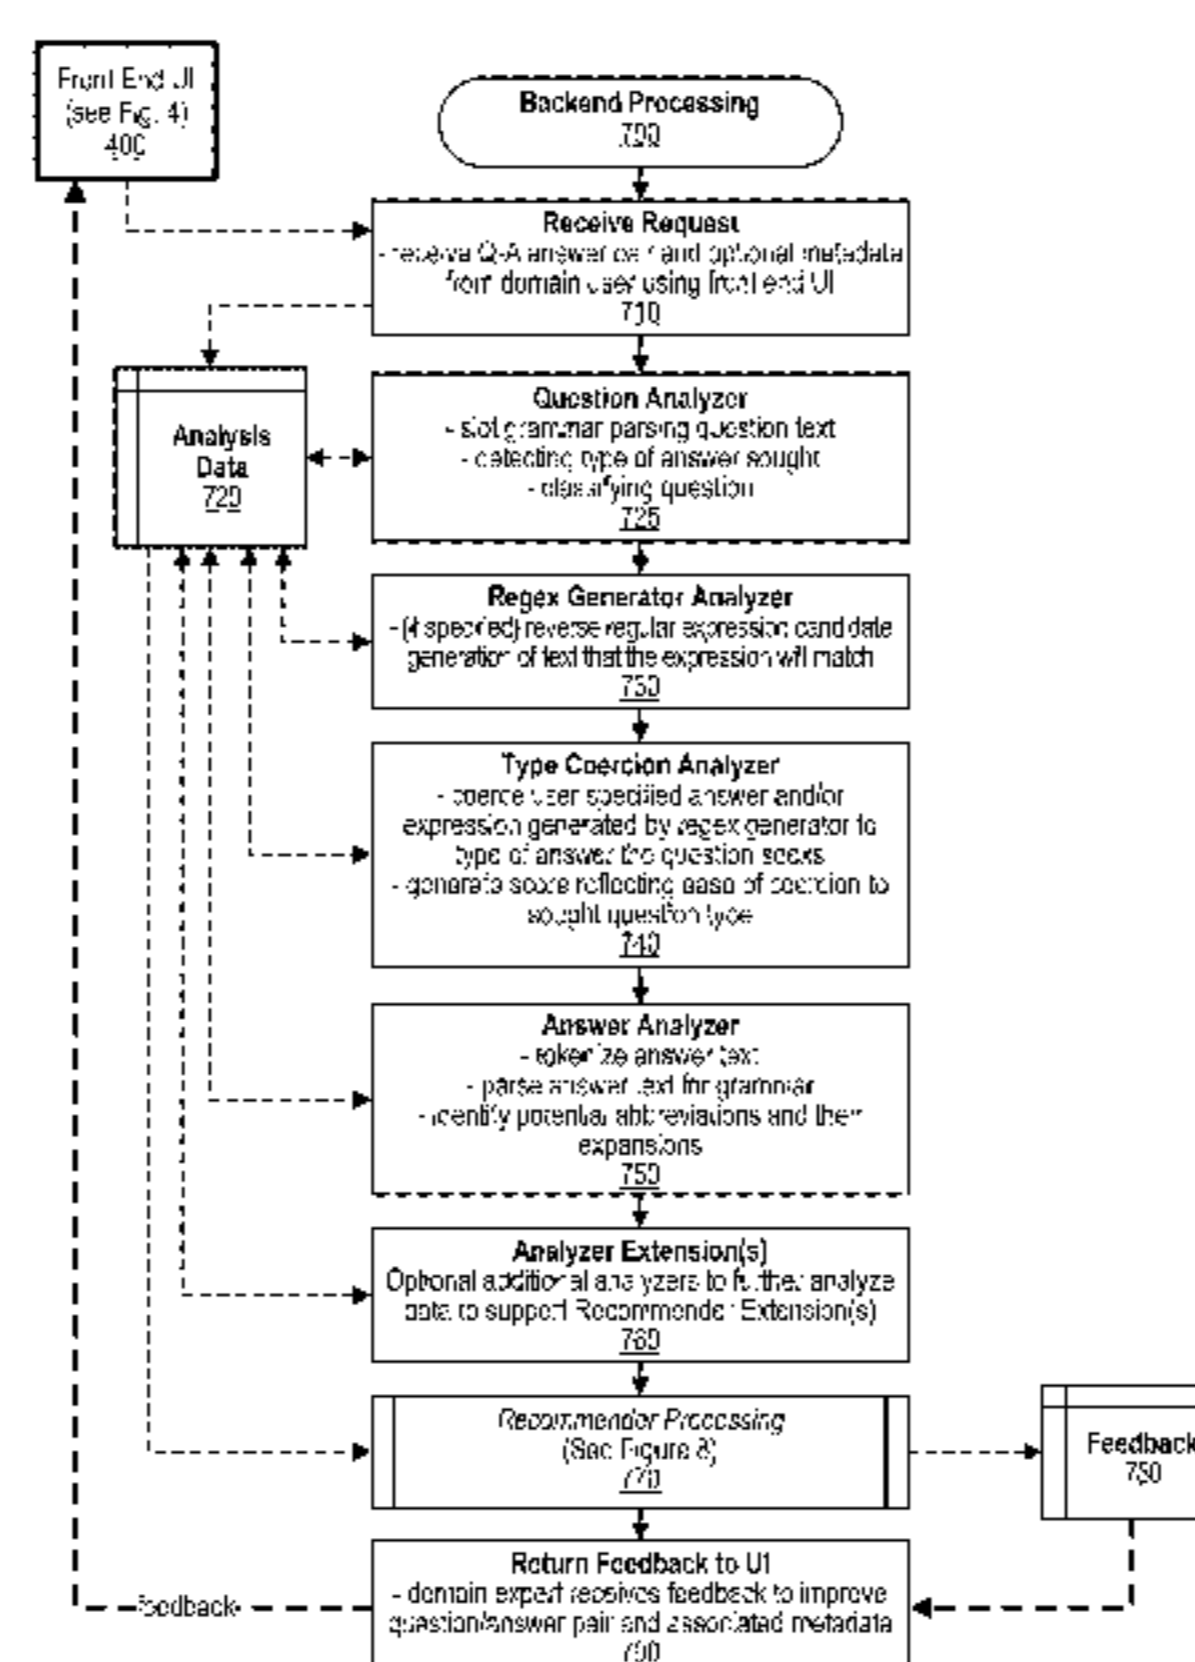 Front End UI
(see Fig. 4)
400
Backend Processing
700
Receive Request
- receive Q-A answer pair and optional metadata
from domain user using front end UI
710
Analysis
Data
720
Question Analyzer
- slot grammar parsing question text
- detecting type of answer sought
- classifying question
725
Regex Generator Analyzer
- (if specified) reverse regular expression candidate
generation of text that the expression will match
730
Type Coercion Analyzer
- coerce user specified answer and/or
expression generated by regex generator to
type of answer the question seeks
- generate score reflecting ease of coercion to
sought question type
740
Answer Analyzer
- tokenize answer text
- parse answer text for grammar
- identify potential abbreviations and their
expansions
750
Analyzer Extension(s)
Optional additional analyzers to further analyze
data to support Recommender Extension(s)
760
Recommender Processing
(See Figure 8)
770
Feedback
780
Return Feedback to UI
- domain expert receives feedback to improve
question/answer pair and associated metadata
790
feedback